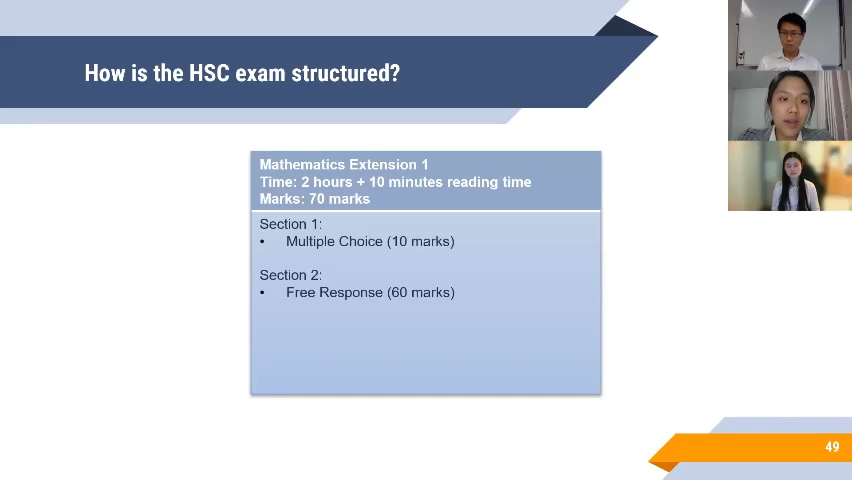 How is the HSC exam structured?
Mathematics Extension 1
Time: 2 hours + 10 minutes reading time
Marks: 70 marks
Section 1:
• Multiple Choice (10 marks)
Section 2:
• Free Response (60 marks)
49